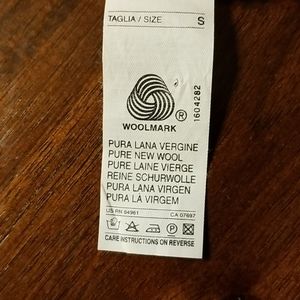 TAGLIA / SIZE S
®
1604282
WOOLMARK
PURA LANA VERGINE
PURE NEW WOOL
PURE LAINE VIERGE
REINE SCHURWOLLE
PURA LANA VIRGEN
PURA LA VIRGEM
US RN 94961 CA 07697
P
CARE INSTRUCTIONS ON REVERSE